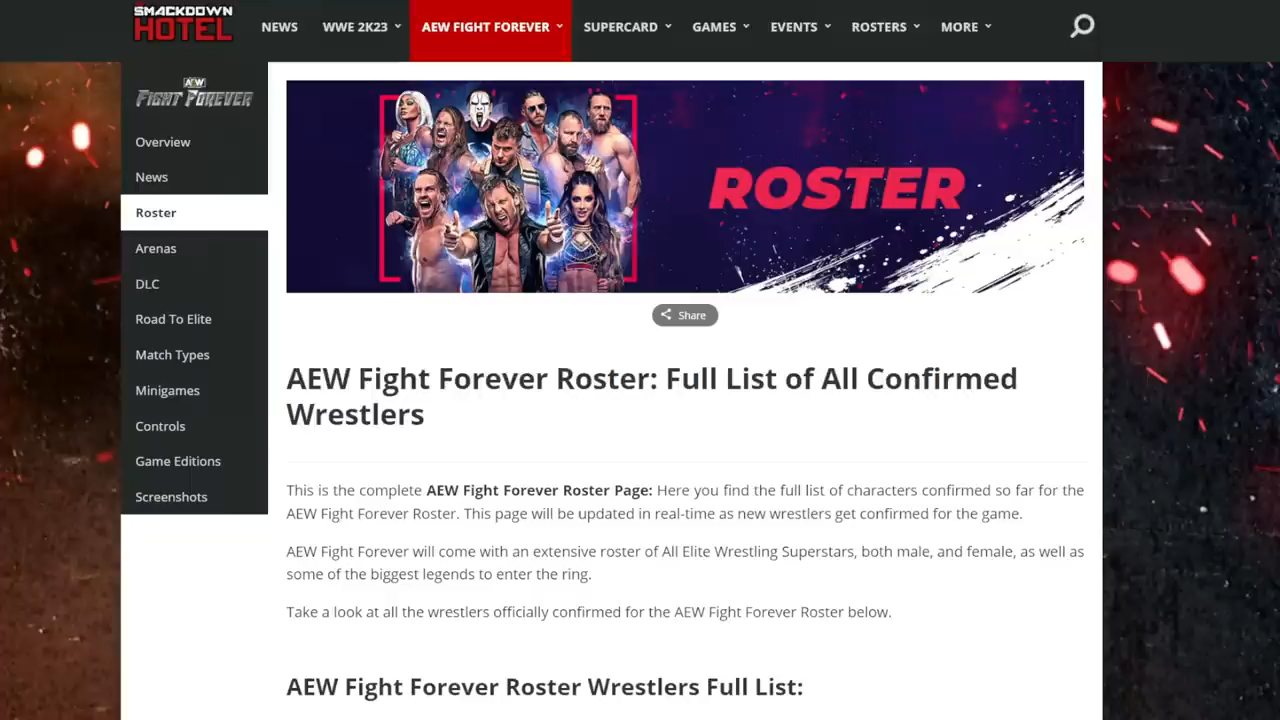 SMACKDOWN
HOTEL
NEWS
WWE 2K23
AEW FIGHT FOREVER
SUPERCARD
GAMES
EVENTS
ROSTERS
MORE
AEW
FIGHT FOREVER
Overview
News
Roster
Arenas
DLC
Road To Elite
Match Types
Minigames
Controls
Game Editions
Screenshots
ROSTER
Share
AEW Fight Forever Roster: Full List of All Confirmed
Wrestlers
This is the complete AEW Fight Forever Roster Page: Here you find the full list of characters confirmed so far for the
AEW Fight Forever Roster. This page will be updated in real-time as new wrestlers get confirmed for the game.
AEW Fight Forever will come with an extensive roster of All Elite Wrestling Superstars, both male, and female, as well as
some of the biggest legends to enter the ring.
Take a look at all the wrestlers officially confirmed for the AEW Fight Forever Roster below.
AEW Fight Forever Roster Wrestlers Full List: